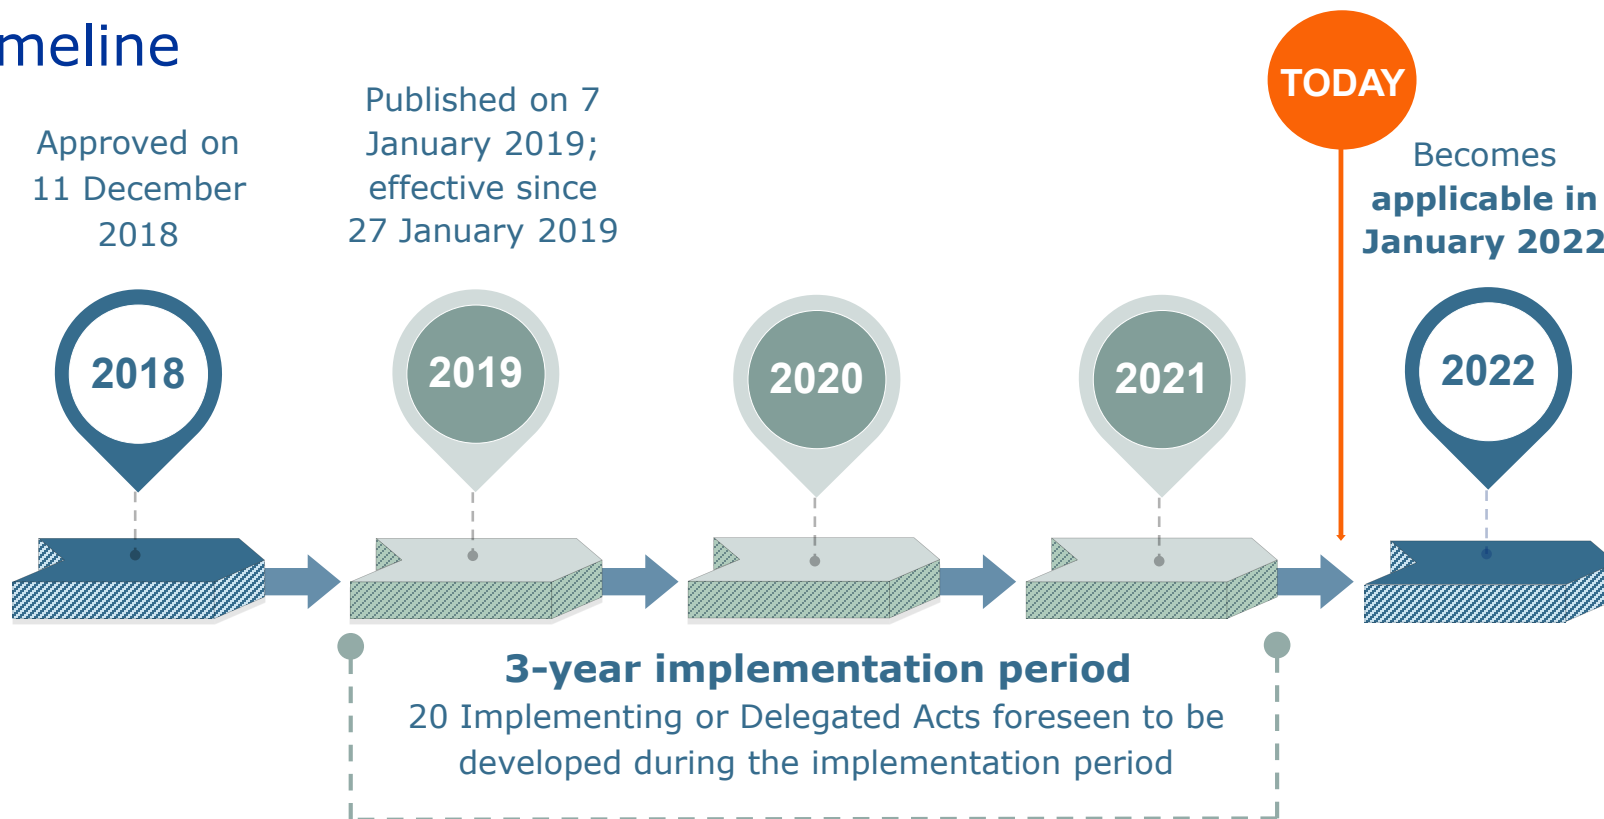 meline
TODAY
Approved on
11 December
2018
Published on 7
January 2019;
effective since
27 January 2019
Becomes
applicable in
January 2022
2018
2019
2020
2021
2022
3-year implementation period
20 Implementing or Delegated Acts foreseen to be
developed during the implementation period